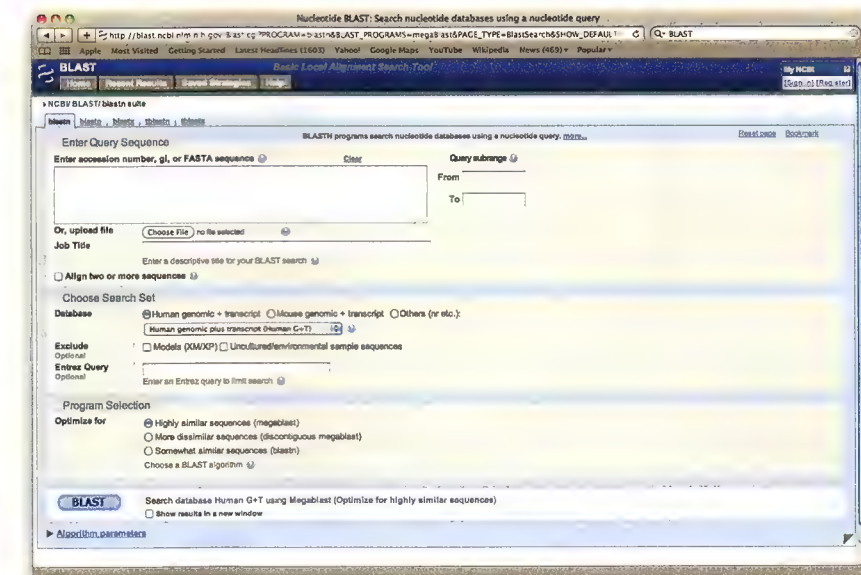 Nucleotide BLAST: Search nucleotide databases using a nucleotide query
BLAST
Apple Most Visited Getting Started Latest Headlines (1603) Yahoo! Google Maps YouTube Wikipedia News (469) Popular
BLAST Basic Local Alignment Search Tool My NCBI
Home Recent Results Saved Strategies Help [Sign In] [Register]
NCBI/ BLAST/ blastn suite
blastn blastp blastx tblastn tblastx
BLASTN programs search nucleotide databases using a nucleotide query. more... Reset page Bookmark
Enter Query Sequence
Enter accession number, gi, or FASTA sequence Clear Query subrange
From
To
Or, upload file Choose File no file selected
Job Title
Enter a descriptive title for your BLAST search
Align two or more sequences
Choose Search Set
Database Human genomic + transcript Mouse genomic + transcript Others (nr etc.):
Human genomic plus transcript (Human G+T)
Exclude Models (XM/XP) Uncultured/environmental sample sequences
Optional
Entrez Query
Optional
Enter an Entrez query to limit search
Program Selection
Optimize for Highly similar sequences (megablast)
More dissimilar sequences (discontiguous megablast)
Somewhat similar sequences (blastn)
Choose a BLAST algorithm
BLAST Search database Human G+T using Megablast (Optimize for highly similar sequences)
Show results in a new window
Algorithm parameters